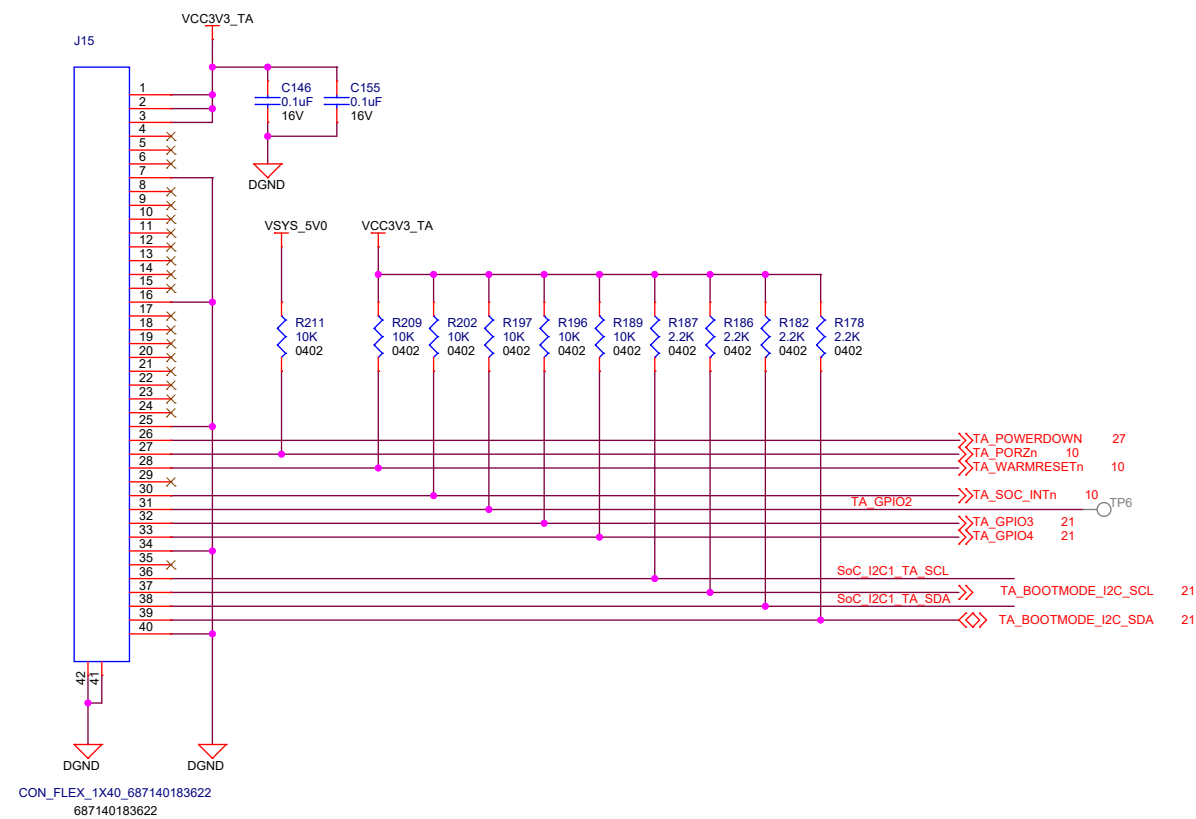 VCC3V3_TA
J15
1
2
3
4
5
6
7
8
9
10
11
12
13
14
15
16
17
18
19
20
21
22
23
24
25
26
27
28
29
30
31
32
33
34
35
36
37
38
39
40
42
41
C146
0.1uF
16V
C155
0.1uF
16V
DGND
VSYS_5V0
VCC3V3_TA
R211
10K
0402
R209
10K
0402
R202
10K
0402
R197
10K
0402
R196
10K
0402
R189
10K
0402
R187
2.2K
0402
R186
2.2K
0402
R182
2.2K
0402
R178
2.2K
0402
TA_POWERDOWN 27
TA_PORZn 10
TA_WARMRESETn 10
TA_SOC_INTn 10
TA_GPIO2
TP6
TA_GPIO3 21
TA_GPIO4 21
SoC_I2C1_TA_SCL
TA_BOOTMODE_I2C_SCL 21
SoC_I2C1_TA_SDA
TA_BOOTMODE_I2C_SDA 21
DGND
DGND
CON_FLEX_1X40_687140183622
687140183622